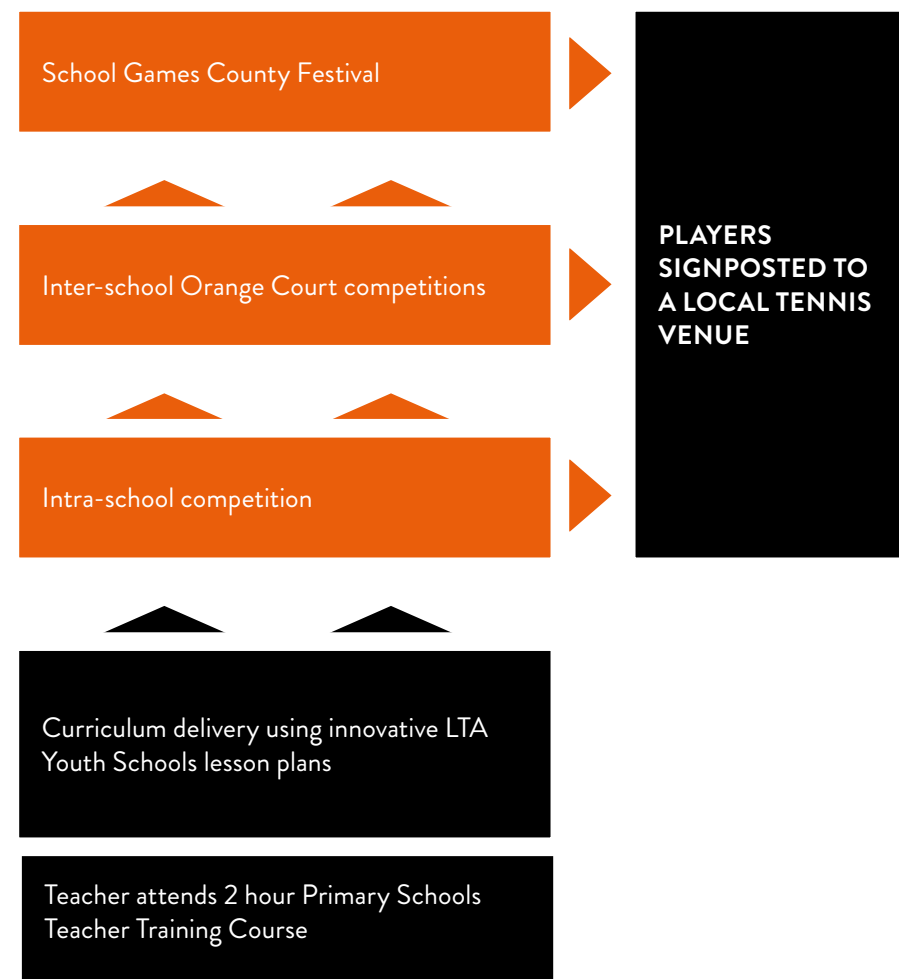 School Games County Festival
Inter-school Orange Court competitions
PLAYERS
SIGNPOSTED TO
A LOCAL TENNIS
VENUE
Intra-school competition
Curriculum delivery using innovative LTA
Youth Schools lesson plans
Teacher attends 2 hour Primary Schools
Teacher Training Course